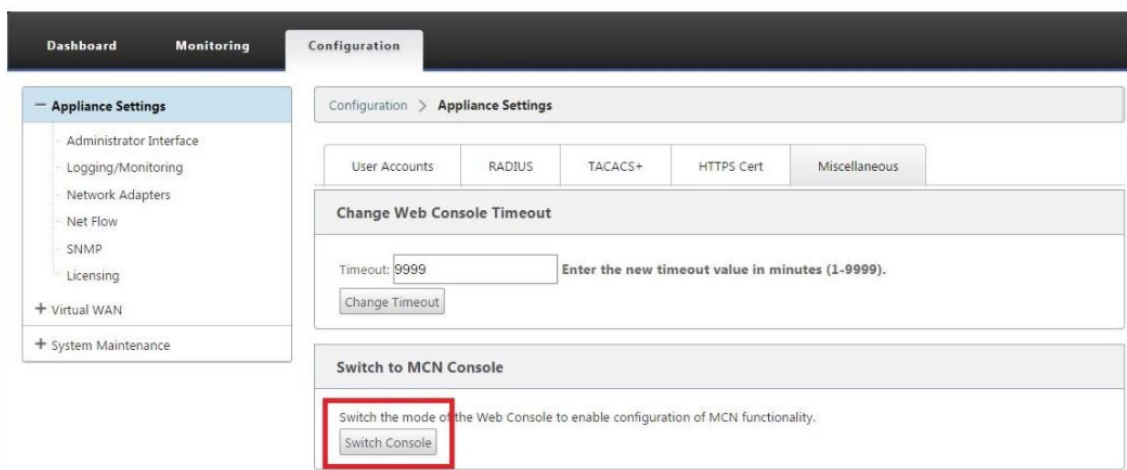 Dashboard Monitoring Configuration
− Appliance Settings
Administrator Interface
Logging/Monitoring
Network Adapters
Net Flow
SNMP
Licensing
+ Virtual WAN
+ System Maintenance
Configuration > Appliance Settings
User Accounts RADIUS TACACS+ HTTPS Cert Miscellaneous
Change Web Console Timeout
Timeout: 9999 Enter the new timeout value in minutes (1-9999).
Change Timeout
Switch to MCN Console
Switch the mode of the Web Console to enable configuration of MCN functionality.
Switch Console